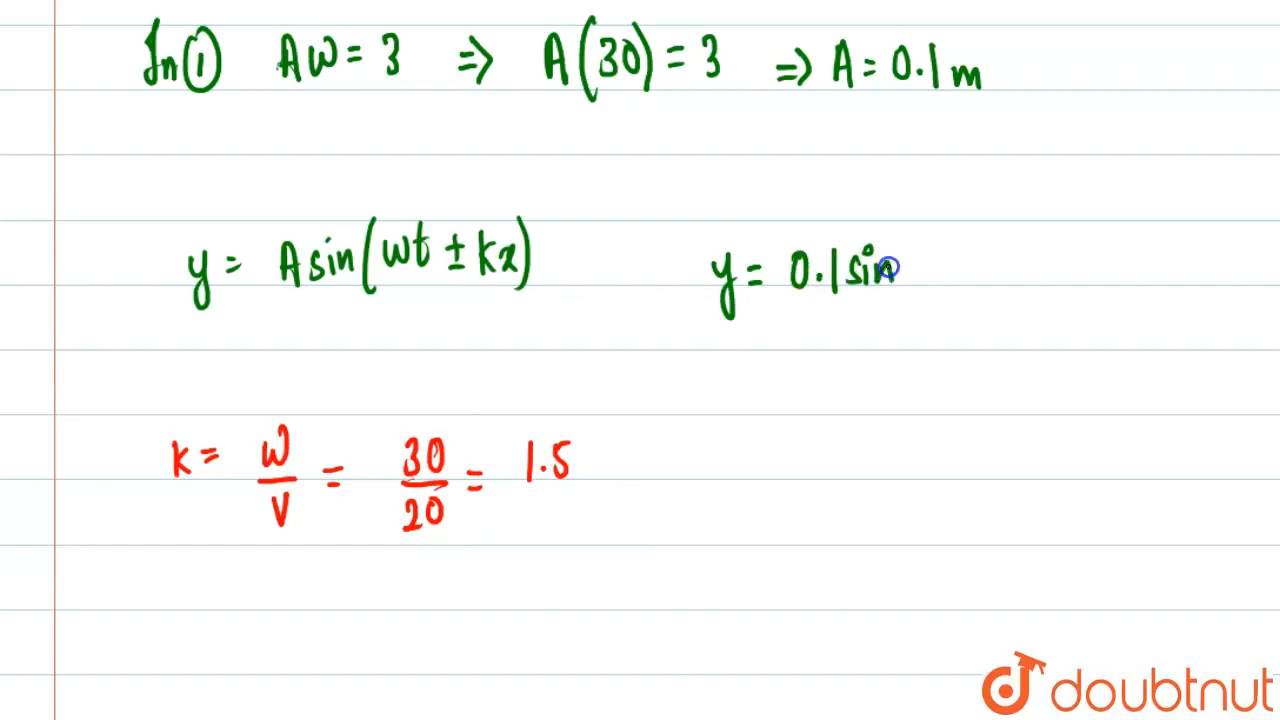 In ① Aω = 3 ⇒ A(30) = 3 ⇒ A = 0.1 m
y = A sin(ωt ± kx) y = 0.1 sin
k = ω/v = 30/20 = 1.5
doubtnut